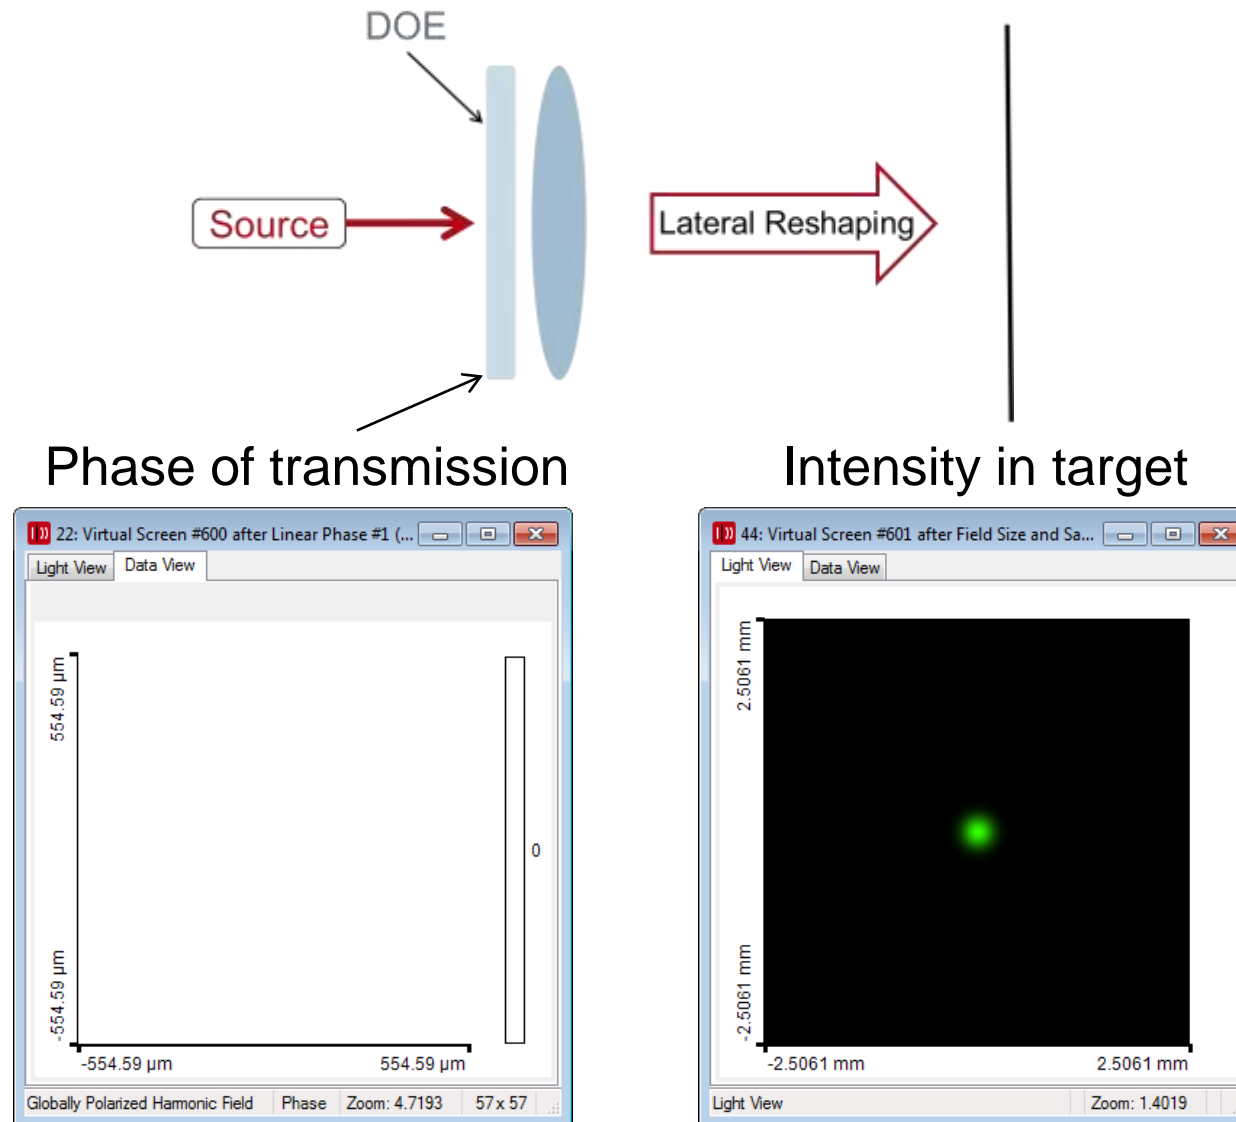 DOE
Source
Lateral Reshaping
Phase of transmission
Intensity in target
22: Virtual Screen #600 after Linear Phase #1 (...
Light View
Data View
554.59 µm
-554.59 µm
0
-554.59 µm
554.59 µm
Globally Polarized Harmonic Field
Phase
Zoom: 4.7193
57 x 57
44: Virtual Screen #601 after Field Size and Sa...
Light View
Data View
2.5061 mm
-2.5061 mm
-2.5061 mm
2.5061 mm
Light View
Zoom: 1.4019